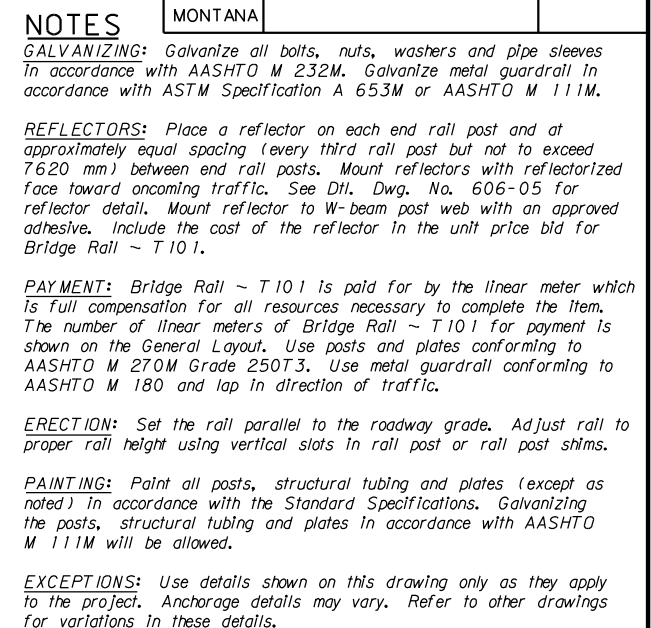 MONTANA
NOTES
GALVANIZING: Galvanize all bolts, nuts, washers and pipe sleeves
in accordance with AASHTO M 232M. Galvanize metal guardrail in
accordance with ASTM Specification A 653M or AASHTO M 111M.
REFLECTORS: Place a reflector on each end rail post and at
approximately equal spacing (every third rail post but not to exceed
7620 mm) between end rail posts. Mount reflectors with reflectorized
face toward oncoming traffic. See Dtl. Dwg. No. 606-05 for
reflector detail. Mount reflector to W-beam post web with an approved
adhesive. Include the cost of the reflector in the unit price bid for
Bridge Rail ~ T101.
PAYMENT: Bridge Rail ~ T101 is paid for by the linear meter which
is full compensation for all resources necessary to complete the item.
The number of linear meters of Bridge Rail ~ T101 for payment is
shown on the General Layout. Use posts and plates conforming to
AASHTO M 270M Grade 250T3. Use metal guardrail conforming to
AASHTO M 180 and lap in direction of traffic.
ERECTION: Set the rail parallel to the roadway grade. Adjust rail to
proper rail height using vertical slots in rail post or rail post shims.
PAINTING: Paint all posts, structural tubing and plates (except as
noted) in accordance with the Standard Specifications. Galvanizing
the posts, structural tubing and plates in accordance with AASHTO
M 111M will be allowed.
EXCEPTIONS: Use details shown on this drawing only as they apply
to the project. Anchorage details may vary. Refer to other drawings
for variations in these details.